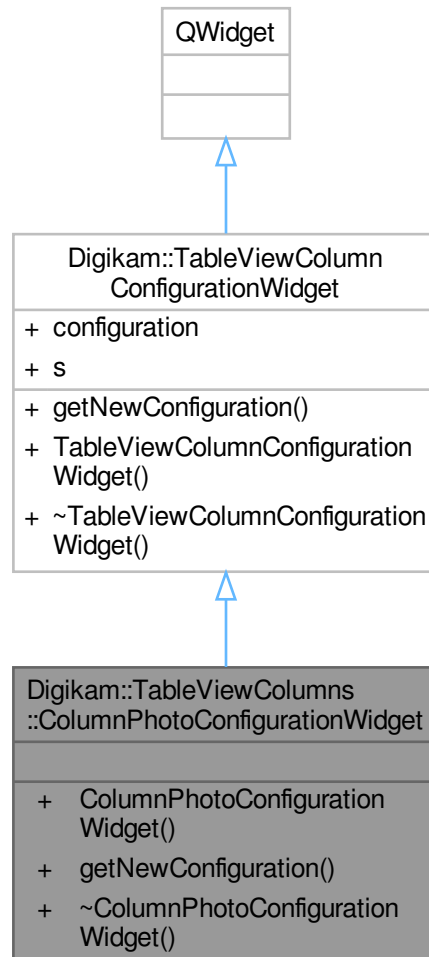 QWidget
Digikam::TableViewColumn
ConfigurationWidget
+ configuration
+ s
+ getNewConfiguration()
+ TableViewColumnConfiguration
Widget()
+ ~TableViewColumnConfiguration
Widget()
Digikam::TableViewColumns
::ColumnPhotoConfigurationWidget
+ ColumnPhotoConfiguration
Widget()
+ getNewConfiguration()
+ ~ColumnPhotoConfiguration
Widget()